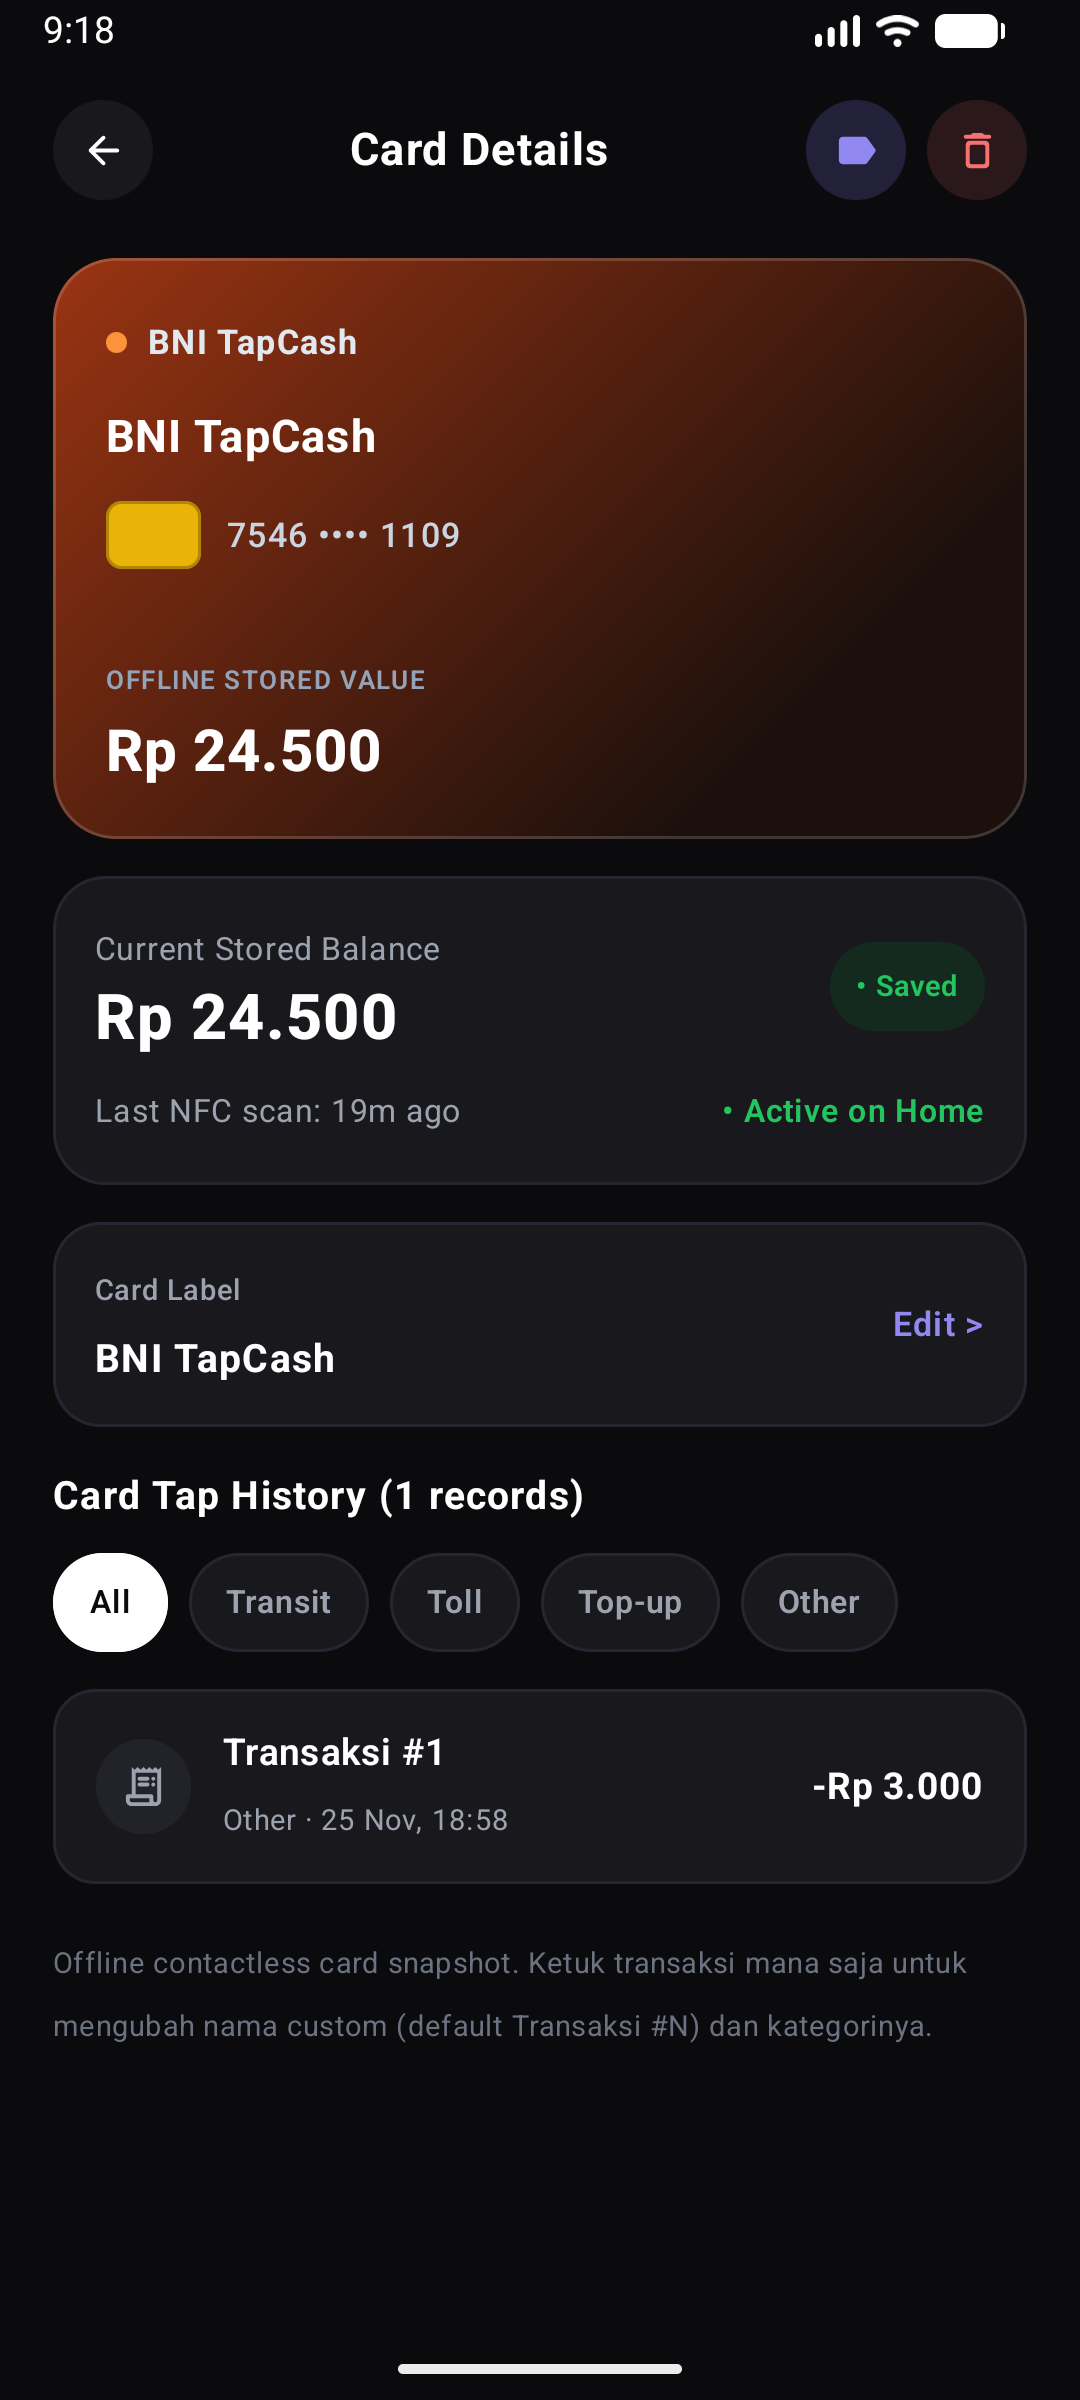 9:18
Card Details
BNI TapCash
BNI TapCash
7546 •••• 1109
OFFLINE STORED VALUE
Rp 24.500
Current Stored Balance
Rp 24.500
• Saved
Last NFC scan: 19m ago
• Active on Home
Card Label
BNI TapCash
Edit >
Card Tap History (1 records)
All
Transit
Toll
Top-up
Other
Transaksi #1
Other · 25 Nov, 18:58
-Rp 3.000
Offline contactless card snapshot. Ketuk transaksi mana saja untuk
mengubah nama custom (default Transaksi #N) dan kategorinya.